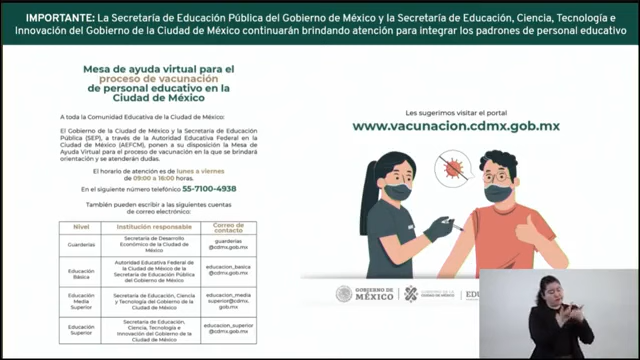 IMPORTANTE: La Secretaría de Educación Pública del Gobierno de México y la Secretaría de Educación, Ciencia, Tecnología e
Innovación del Gobierno de la Ciudad de México continuarán brindando atención para integrar los padrones de personal educativo
Mesa de ayuda virtual para el
proceso de vacunación
de personal educativo en la
Ciudad de México
A toda la Comunidad Educativa de la Ciudad de México:
El Gobierno de la Ciudad de México y la Secretaría de Educación
Pública (SEP), a través de la Autoridad Educativa Federal en la
Ciudad de México (AEFCM), ponen a su disposición la Mesa de
Ayuda Virtual para el proceso de vacunación en la que se brindará
orientación y se atenderán dudas.
El horario de atención es de lunes a viernes
de 09:00 a 16:00 horas.
En el siguiente número telefónico 55-7100-4938
También pueden escribir a las siguientes cuentas
de correo electrónico:
Nivel Institución responsable Correo de
contacto
Guarderías Secretaría de Desarrollo
Económico de la Ciudad de
México guarderias
@cdmx.gob.mx
Educación
Básica Autoridad Educativa Federal de
la Ciudad de México de la
Secretaría de Educación Pública
del Gobierno de México educacion_basica
@cdmx.gob.mx
Educación
Media
Superior Secretaría de Educación, Ciencia
y Tecnología del Gobierno de la
Ciudad de México educacion_media
superior@cdmx.
gob.mx
Educación
Superior Secretaría de Educación,
Ciencia, Tecnología e
Innovación del Gobierno de la
Ciudad de México educacion_superior
@cdmx.gob.mx
Les sugerimos visitar el portal
www.vacunacion.cdmx.gob.mx
GOBIERNO DE
MÉXICO
GOBIERNO DE LA
CIUDAD DE MÉXICO